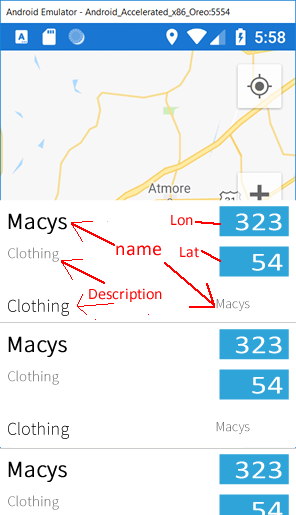 Android Emulator - Android_Accelerated_x86_Oreo:5554
A 5:58
Atmore
31
+
Macys Lon 323
Clothing name Lat 54
Description
Clothing Macys
Macys 323
Clothing 54
Clothing Macys
Macys 323
Clothing 54